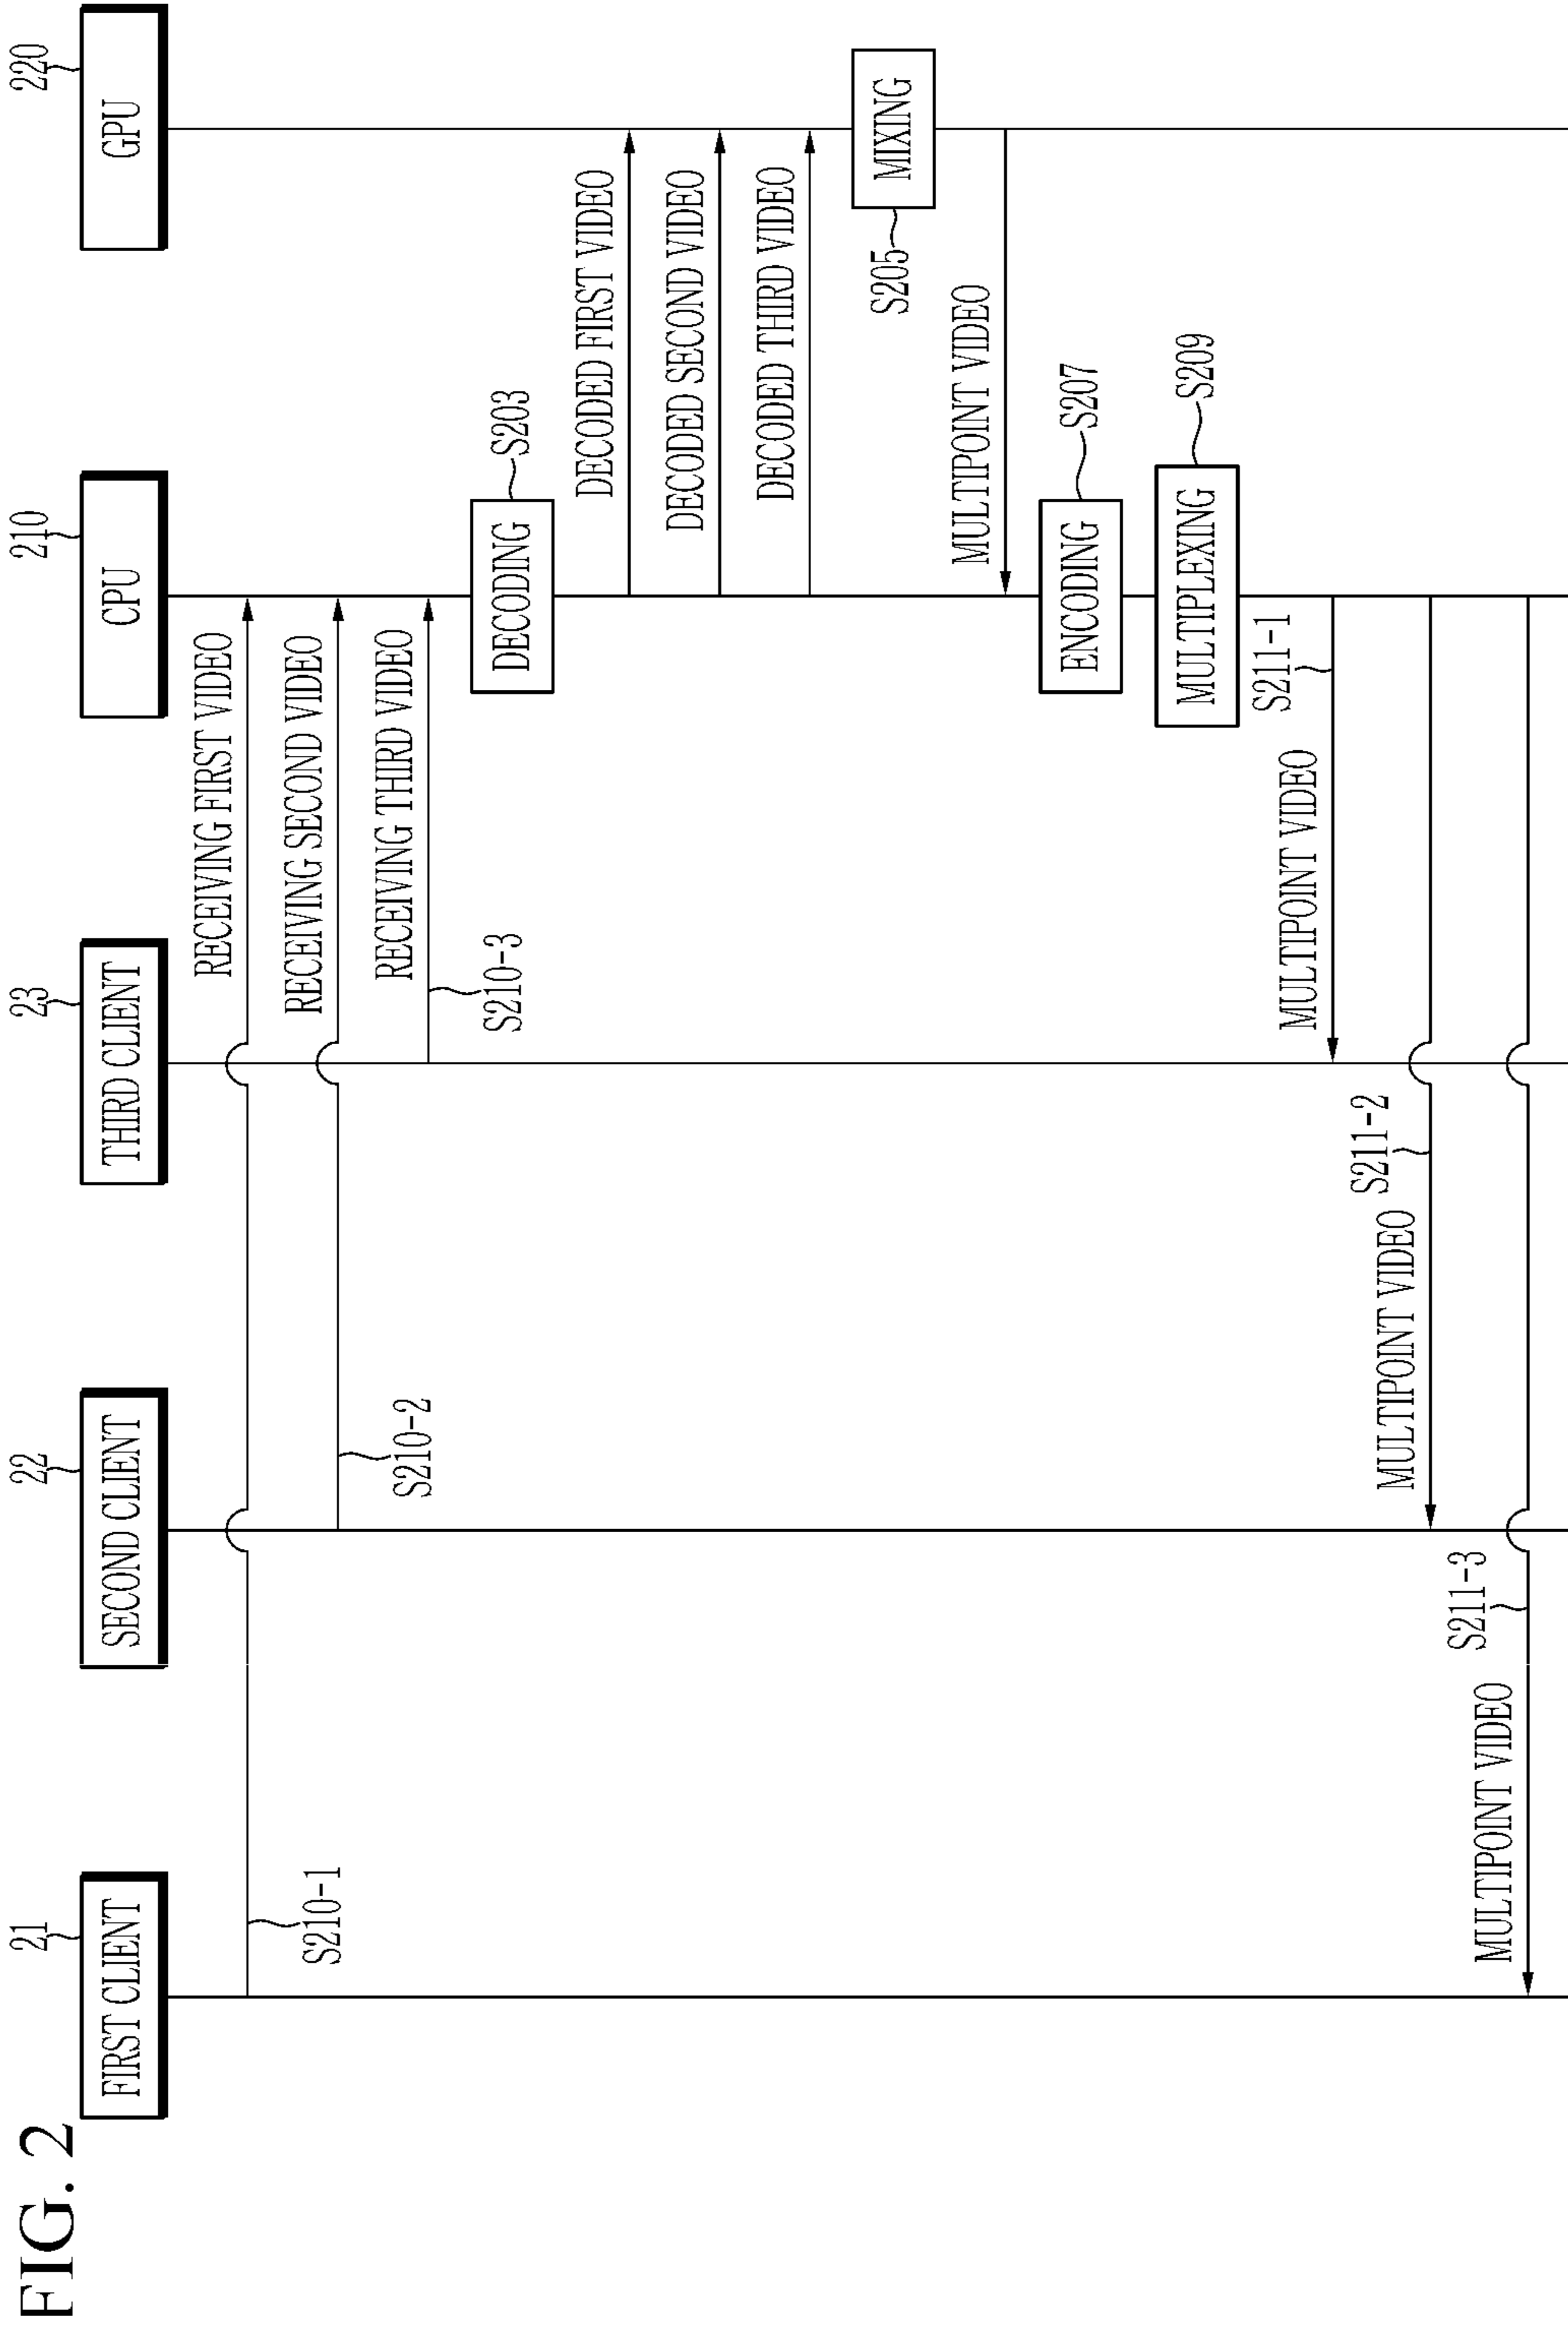 FIG. 2
21
22
23
210
220
FIRST CLIENT
SECOND CLIENT
THIRD CLIENT
CPU
GPU
RECEIVING FIRST VIDEO
S210-1
RECEIVING SECOND VIDEO
S210-2
RECEIVING THIRD VIDEO
S210-3
DECODING
S203
DECODED FIRST VIDEO
DECODED SECOND VIDEO
DECODED THIRD VIDEO
MIXING
S205
MULTIPOINT VIDEO
ENCODING
S207
MULTIPLEXING
S209
S211-1
MULTIPOINT VIDEO
S211-2
MULTIPOINT VIDEO
S211-3
MULTIPOINT VIDEO